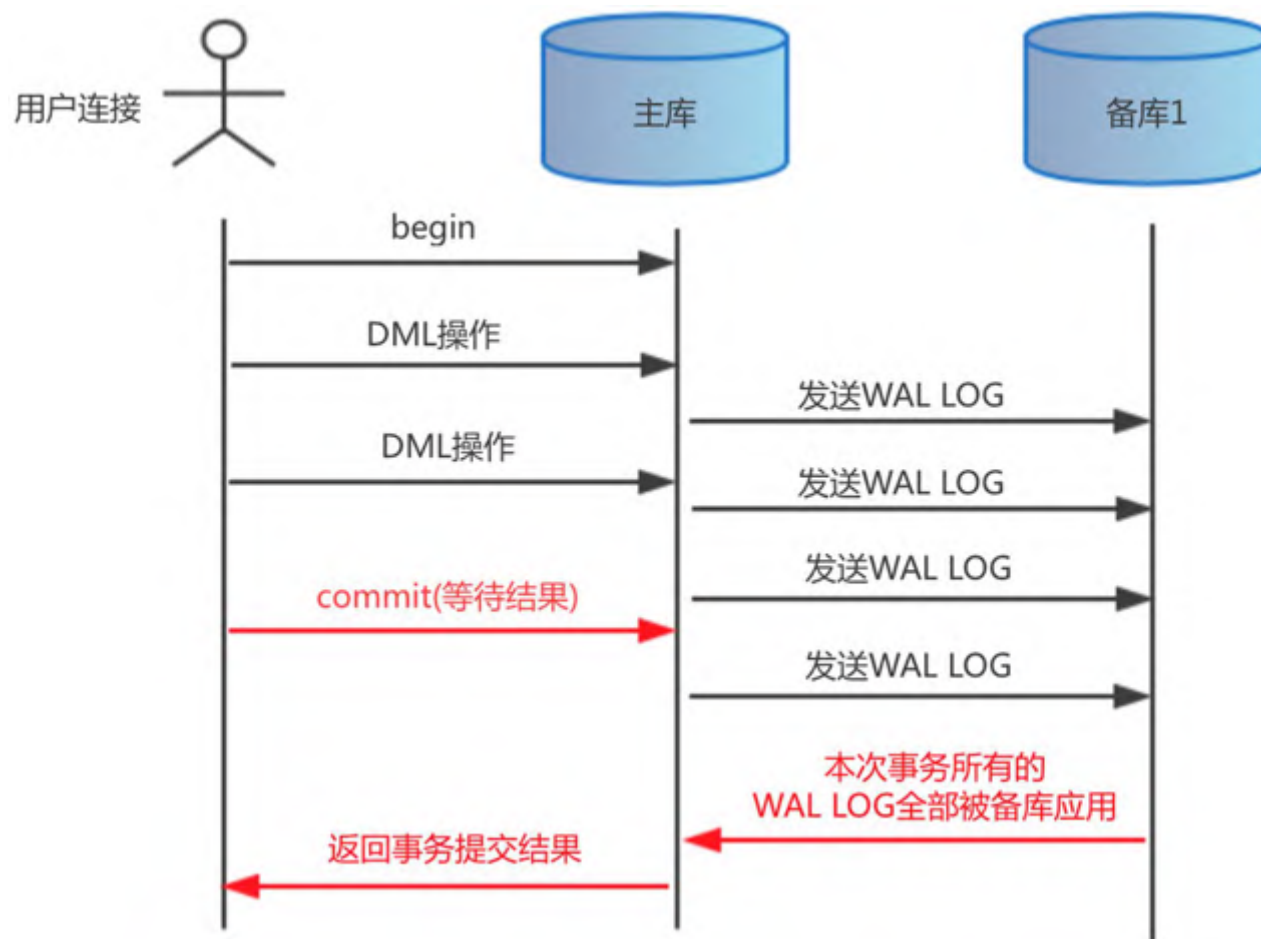 用户连接
主库
备库1
begin
DML操作
发送WAL LOG
DML操作
发送WAL LOG
发送WAL LOG
commit(等待结果)
发送WAL LOG
本次事务所有的
WAL LOG全部被备库应用
返回事务提交结果